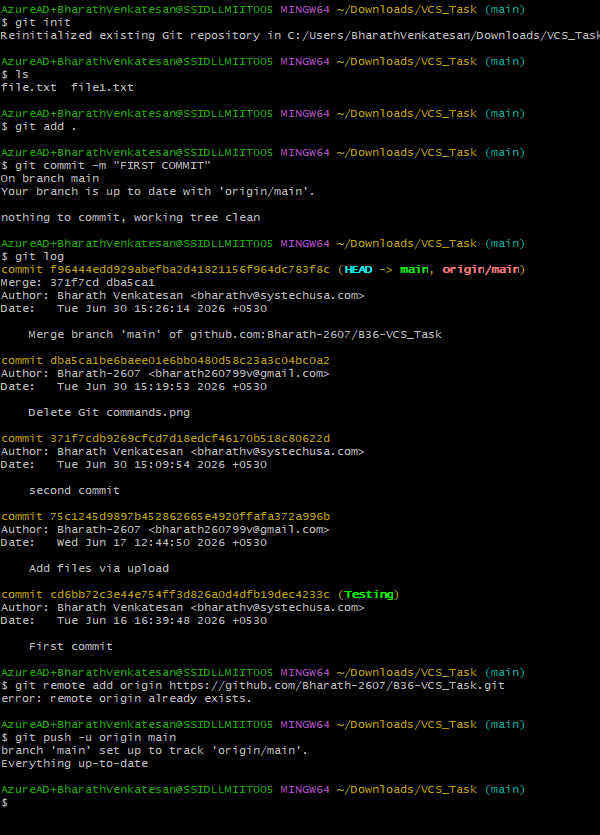 AzureAD+BharathVenkatesan@SSIDLLMIIT005 MINGW64 ~/Downloads/VCS_Task (main)
$ git init
Reinitialized existing Git repository in C:/Users/BharathVenkatesan/Downloads/VCS_Task
AzureAD+BharathVenkatesan@SSIDLLMIIT005 MINGW64 ~/Downloads/VCS_Task (main)
$ ls
file.txt  file1.txt
AzureAD+BharathVenkatesan@SSIDLLMIIT005 MINGW64 ~/Downloads/VCS_Task (main)
$ git add .
AzureAD+BharathVenkatesan@SSIDLLMIIT005 MINGW64 ~/Downloads/VCS_Task (main)
$ git commit -m "FIRST COMMIT"
On branch main
Your branch is up to date with 'origin/main'.
nothing to commit, working tree clean
AzureAD+BharathVenkatesan@SSIDLLMIIT005 MINGW64 ~/Downloads/VCS_Task (main)
$ git log
commit f96444edd929abefba2d41821156f964dc783f8c (HEAD -> main, origin/main)
Merge: 371f7cd dba5ca1
Author: Bharath Venkatesan <bharathv@systechusa.com>
Date:   Tue Jun 30 15:26:14 2026 +0530
    Merge branch 'main' of github.com:Bharath-2607/B36-VCS_Task
commit dba5ca1be6baee01e6bb0480d58c23a3c04bc0a2
Author: Bharath-2607 <bharath260799v@gmail.com>
Date:   Tue Jun 30 15:19:53 2026 +0530
    Delete Git commands.png
commit 371f7cdb9269cfcd7d18edcf46170b518c80622d
Author: Bharath Venkatesan <bharathv@systechusa.com>
Date:   Tue Jun 30 15:09:54 2026 +0530
    second commit
commit 75c1245d9897b452862665e4920ffafa372a996b
Author: Bharath-2607 <bharath260799v@gmail.com>
Date:   Wed Jun 17 12:44:50 2026 +0530
    Add files via upload
commit cd6bb72c3e44e754ff3d826a0d4dfb19dec4233c (Testing)
Author: Bharath Venkatesan <bharathv@systechusa.com>
Date:   Tue Jun 16 16:39:48 2026 +0530
    First commit
AzureAD+BharathVenkatesan@SSIDLLMIIT005 MINGW64 ~/Downloads/VCS_Task (main)
$ git remote add origin https://github.com/Bharath-2607/B36-VCS_Task.git
error: remote origin already exists.
AzureAD+BharathVenkatesan@SSIDLLMIIT005 MINGW64 ~/Downloads/VCS_Task (main)
$ git push -u origin main
branch 'main' set up to track 'origin/main'.
Everything up-to-date
AzureAD+BharathVenkatesan@SSIDLLMIIT005 MINGW64 ~/Downloads/VCS_Task (main)
$